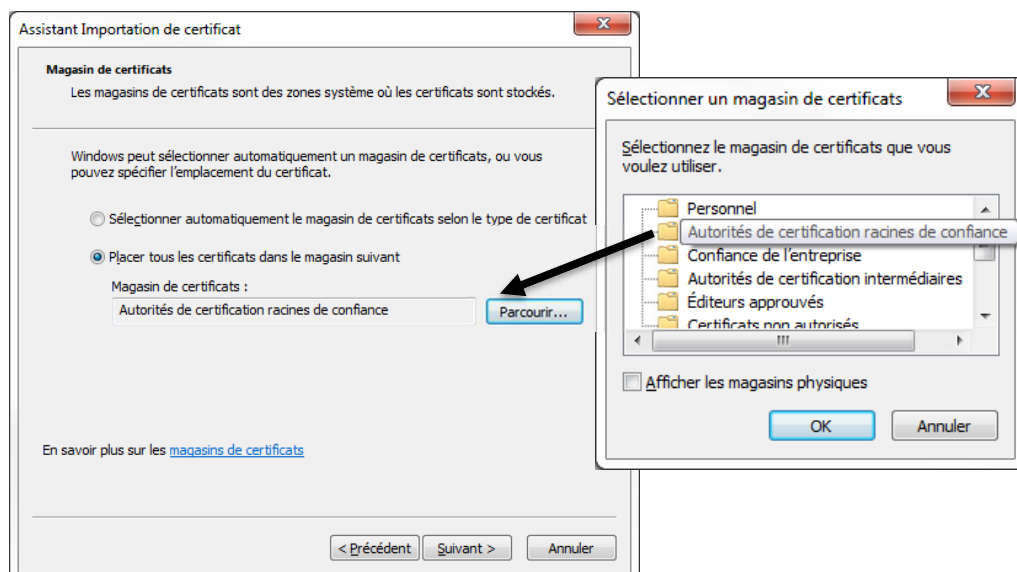 Assistant Importation de certificat
Magasin de certificats
Les magasins de certificats sont des zones système où les certificats sont stockés.
Windows peut sélectionner automatiquement un magasin de certificats, ou vous
pouvez spécifier l'emplacement du certificat.
Sélectionner automatiquement le magasin de certificats selon le type de certificat
Placer tous les certificats dans le magasin suivant
Magasin de certificats :
Autorités de certification racines de confiance
Parcourir...
En savoir plus sur les magasins de certificats
< Précédent
Suivant >
Annuler
Sélectionner un magasin de certificats
Sélectionnez le magasin de certificats que vous
voulez utiliser.
Personnel
Autorités de certification racines de confiance
Confiance de l'entreprise
Autorités de certification intermédiaires
Éditeurs approuvés
Certificats non autorisés
Afficher les magasins physiques
OK
Annuler